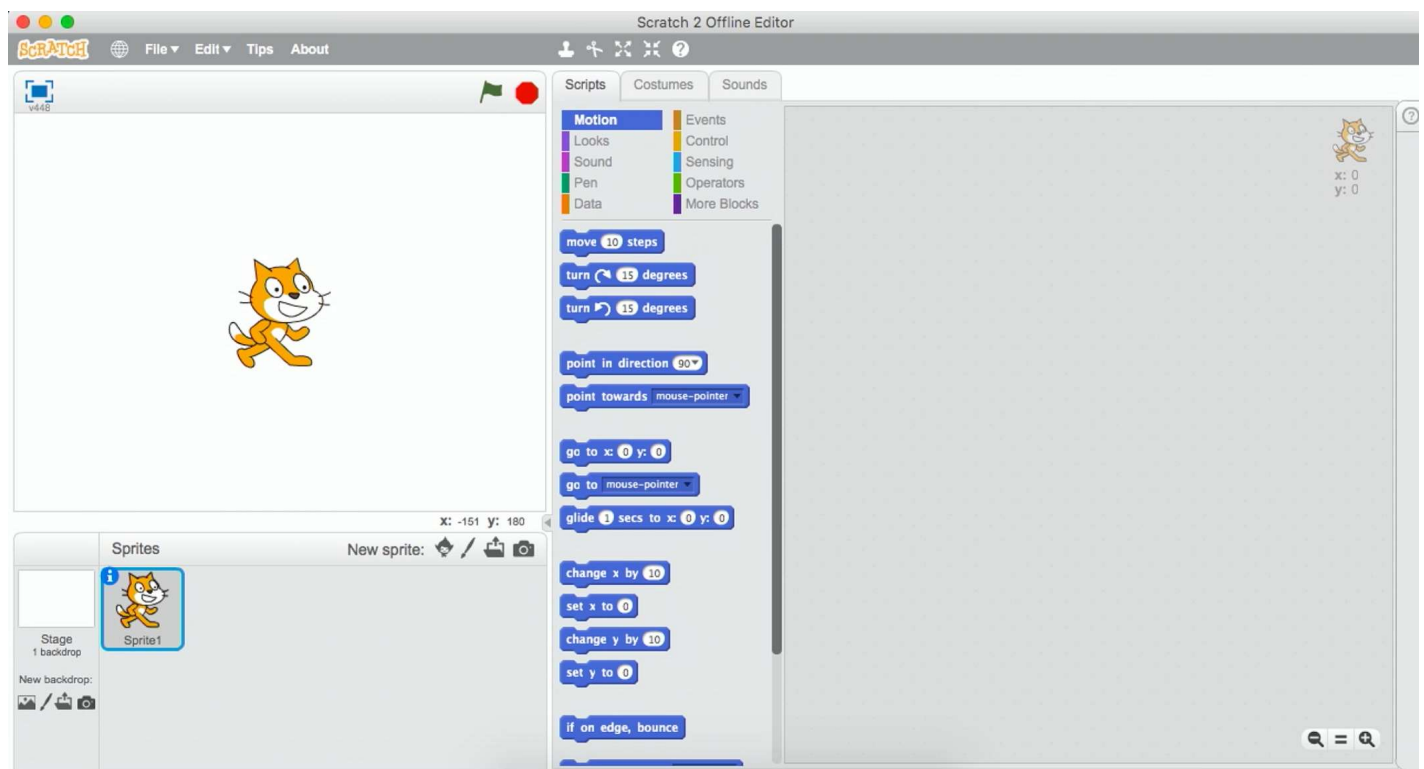 Scratch 2 Offline Editor
SCRATCH File Edit Tips About
v448
Scripts Costumes Sounds
Motion Events
Looks Control
Sound Sensing
Pen Operators
Data More Blocks
x: 0
y: 0
move 10 steps
turn 15 degrees
turn 15 degrees
point in direction 90
point towards mouse-pointer
go to x: 0 y: 0
go to mouse-pointer
glide 1 secs to x: 0 y: 0
change x by 10
set x to 0
change y by 10
set y to 0
if on edge, bounce
X: -151 y: 180
Sprites New sprite:
Sprite1
Stage
1 backdrop
New backdrop: